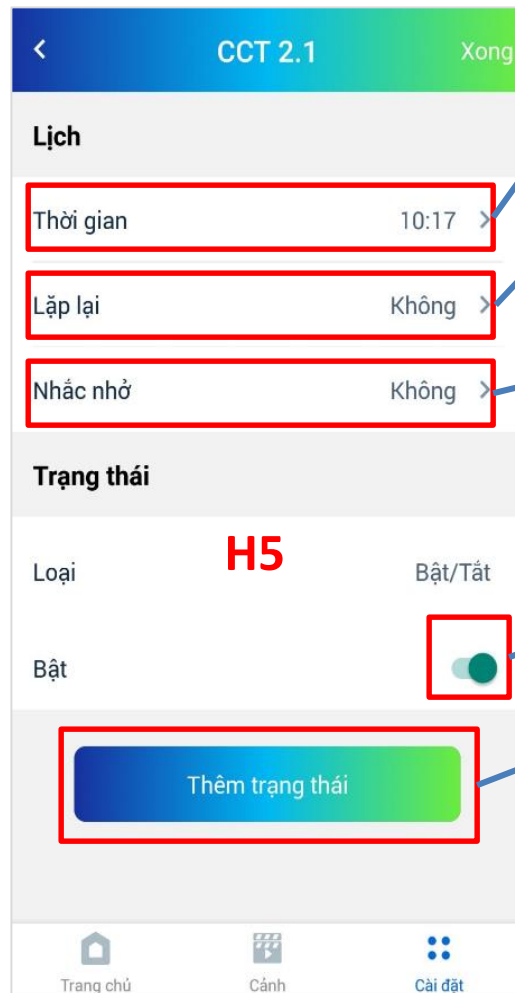 CCT 2.1 Xong
Lịch
Thời gian 10:17
Lặp lại Không
Nhắc nhở Không
Trạng thái
H5
Loại Bật/Tắt
Bật
Thêm trạng thái
Trang chủ Cảnh Cài đặt